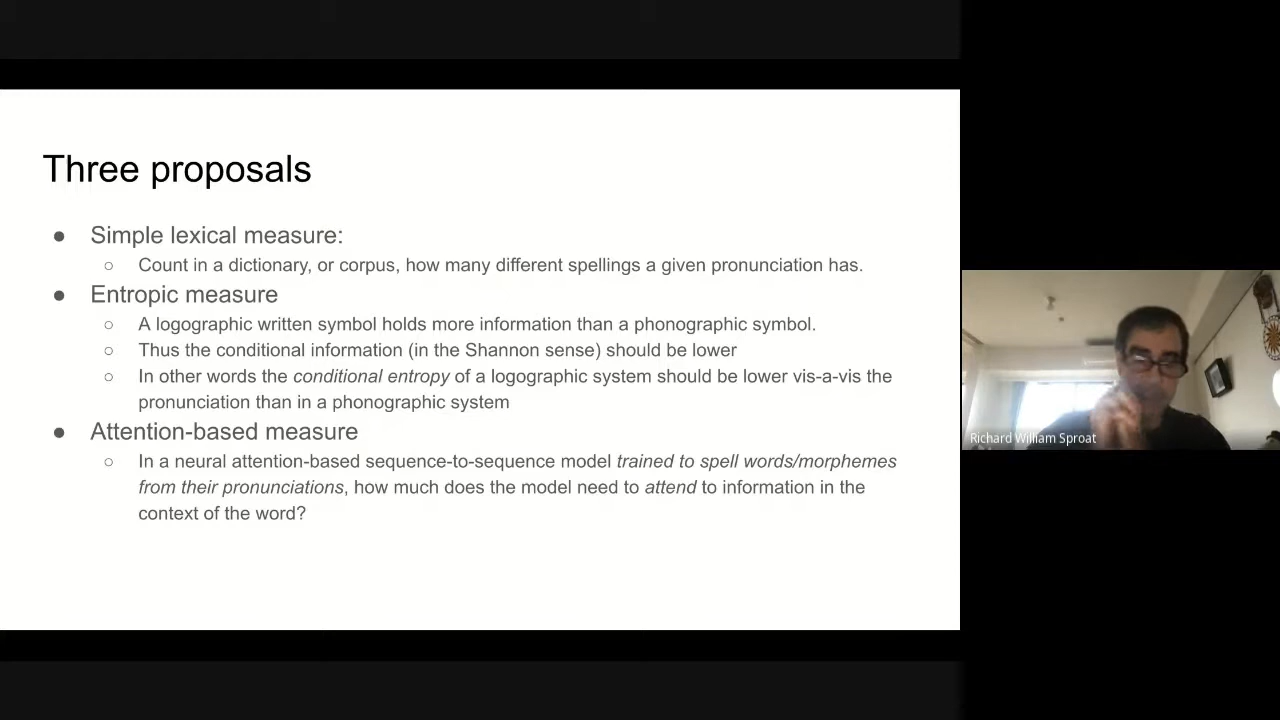 Three proposals
● Simple lexical measure:
○ Count in a dictionary, or corpus, how many different spellings a given pronunciation has.
● Entropic measure
○ A logographic written symbol holds more information than a phonographic symbol.
○ Thus the conditional information (in the Shannon sense) should be lower
○ In other words the conditional entropy of a logographic system should be lower vis-a-vis the
pronunciation than in a phonographic system
● Attention-based measure
○ In a neural attention-based sequence-to-sequence model trained to spell words/morphemes
from their pronunciations, how much does the model need to attend to information in the
context of the word?
Richard William Sproat